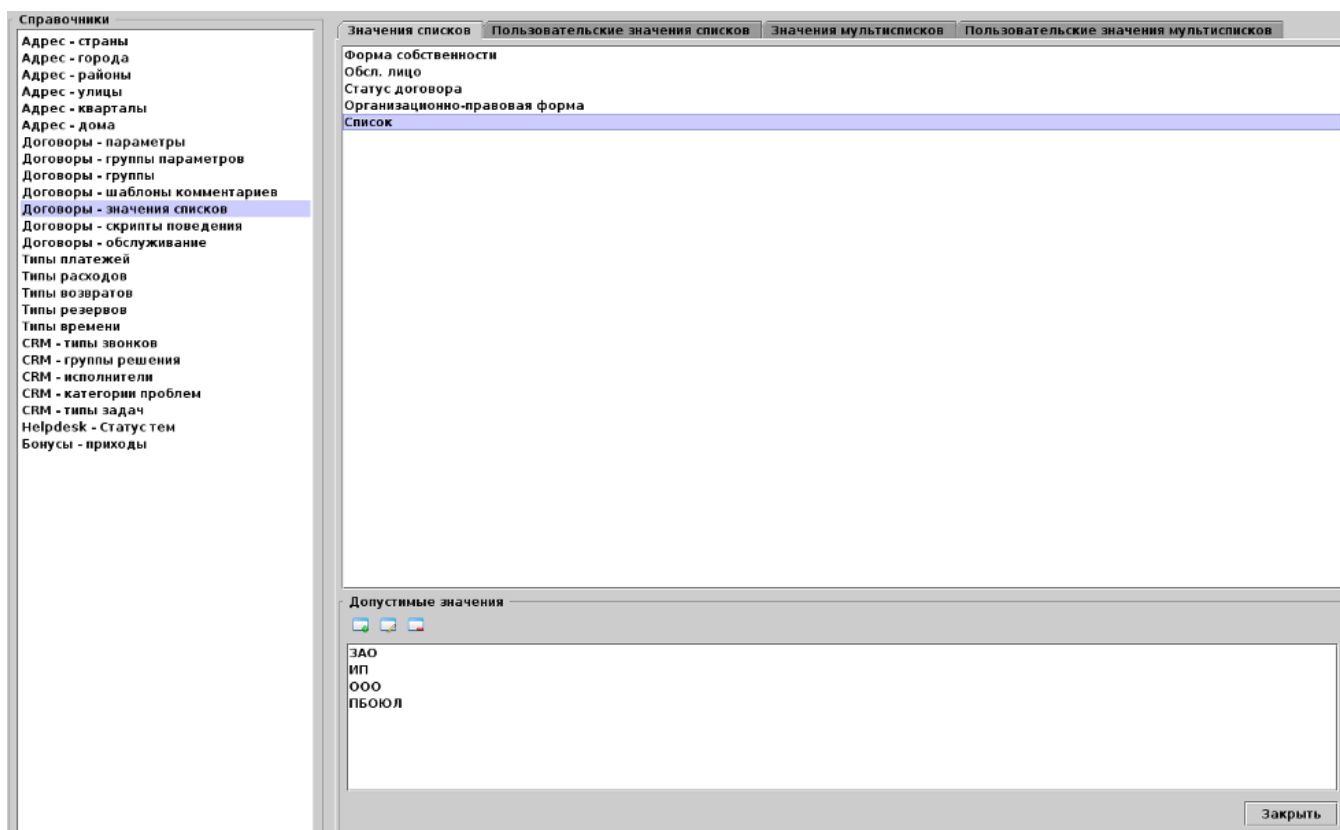 Справочники
Адрес - страны
Адрес - города
Адрес - районы
Адрес - улицы
Адрес - кварталы
Адрес - дома
Договоры - параметры
Договоры - группы параметров
Договоры - группы
Договоры - шаблоны комментариев
Договоры - значения списков
Договоры - скрипты поведения
Договоры - обслуживание
Типы платежей
Типы расходов
Типы возвратов
Типы резервов
Типы времени
CRM - типы звонков
CRM - группы решения
CRM - исполнители
CRM - категории проблем
CRM - типы задач
Helpdesk - Статус тем
Бонусы - приходы
Значения списков Пользовательские значения списков Значения мультисписков Пользовательские значения мультисписков
Форма собственности
Обсл. лицо
Статус договора
Организационно-правовая форма
Список
Допустимые значения
ЗАО
ИП
ООО
ПБОЮЛ
Закрыть